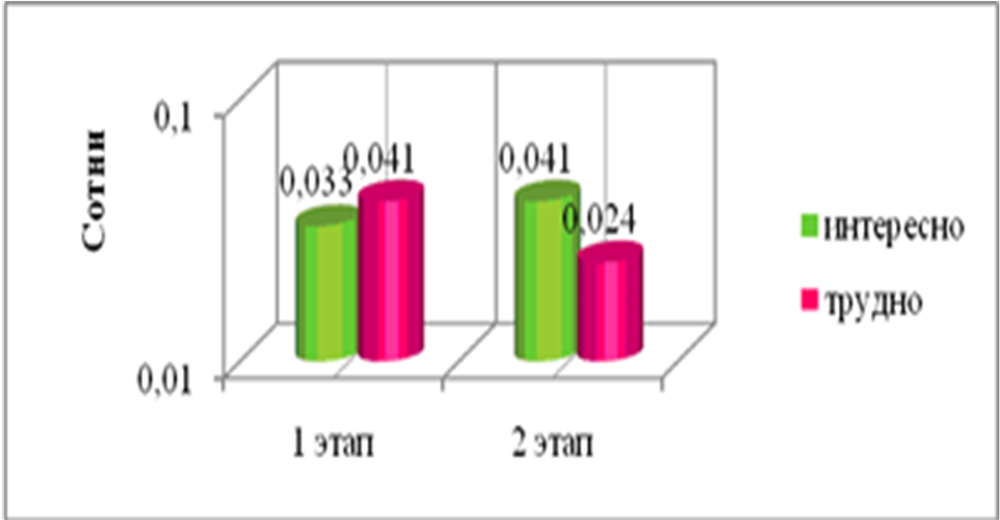 Сотни
0,1
0,01
0,033
0,041
0,041
0,024
1 этап
2 этап
интересно
трудно